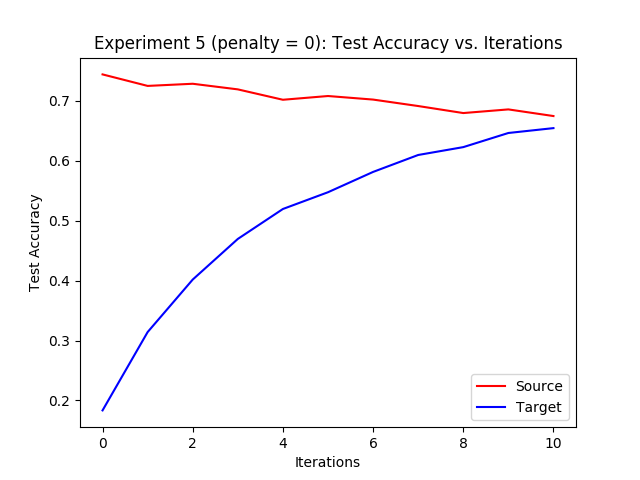 Experiment 5 (penalty = 0): Test Accuracy vs. Iterations
0.7
0.6
0.5
0.4
0.3
0.2
Test Accuracy
Source
Target
0 2 4 6 8 10
Iterations